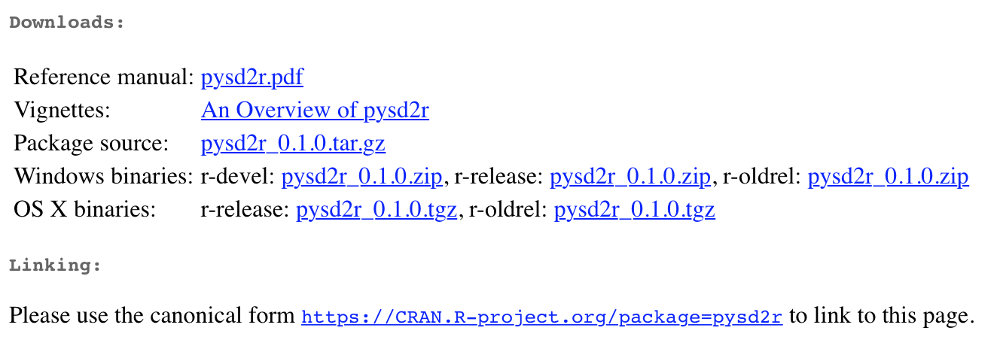 Downloads:
Reference manual: pysd2r.pdf
Vignettes: An Overview of pysd2r
Package source: pysd2r_0.1.0.tar.gz
Windows binaries: r-devel: pysd2r_0.1.0.zip, r-release: pysd2r_0.1.0.zip, r-oldrel: pysd2r_0.1.0.zip
OS X binaries: r-release: pysd2r_0.1.0.tgz, r-oldrel: pysd2r_0.1.0.tgz
Linking:
Please use the canonical form https://CRAN.R-project.org/package=pysd2r to link to this page.